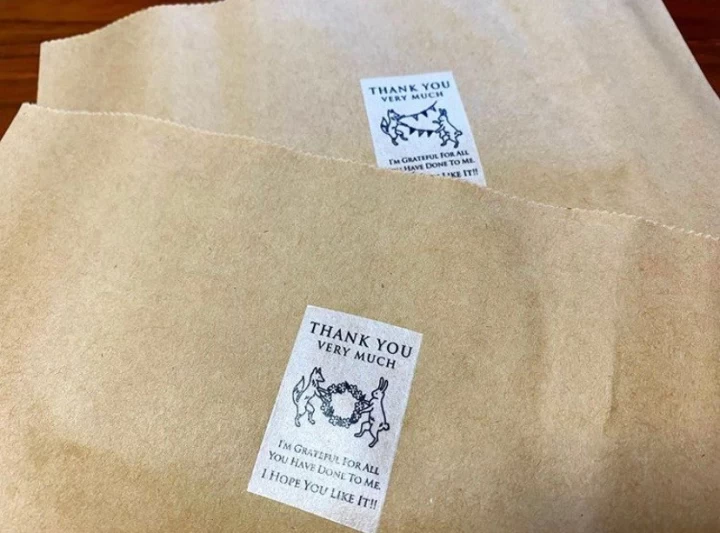 THANK YOU
VERY MUCH
I'M GRATEFUL FOR ALL
HAVE DONE TO ME.
LIKE IT!!
THANK YOU
VERY MUCH
I'M GRATEFUL FOR ALL
YOU HAVE DONE TO ME.
I HOPE YOU LIKE IT!!